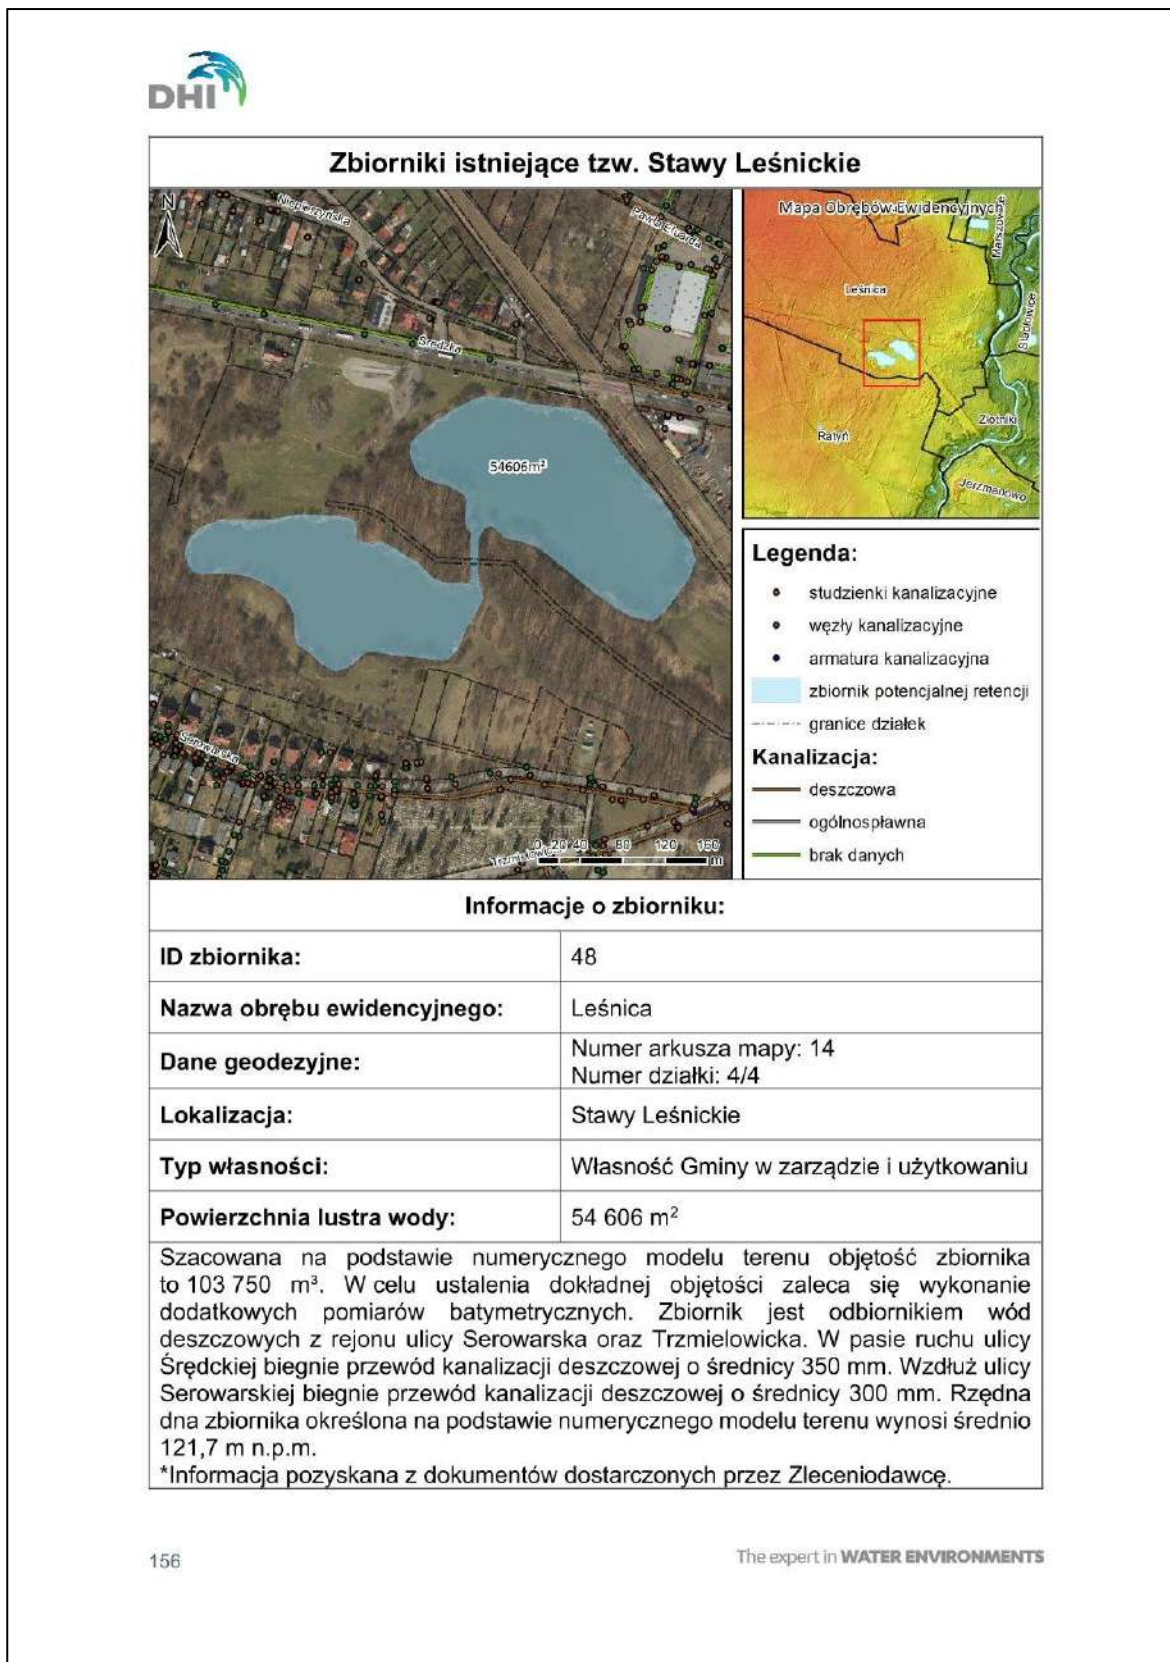 DHI
Zbiorniki istniejące tzw. Stawy Leśnickie
N
Średzka
54606m²
Serowarska
0 20 40 80 120 160
m
Mapa Obrębów Ewidencyjnych
Marszowice
Leśnica
Stabłowice
Złotniki
Ratyń
Jerzmanowo
Legenda:
studzienki kanalizacyjne
węzły kanalizacyjne
armatura kanalizacyjna
zbiornik potencjalnej retencji
granice działek
Kanalizacja:
deszczowa
ogólnospławna
brak danych
Informacje o zbiorniku:
ID zbiornika: 48
Nazwa obrębu ewidencyjnego: Leśnica
Dane geodezyjne: Numer arkusza mapy: 14
Numer działki: 4/4
Lokalizacja: Stawy Leśnickie
Typ własności: Własność Gminy w zarządzie i użytkowaniu
Powierzchnia lustra wody: 54 606 m²
Szacowana na podstawie numerycznego modelu terenu objętość zbiornika
to 103 750 m³. W celu ustalenia dokładnej objętości zaleca się wykonanie
dodatkowych pomiarów batymetrycznych. Zbiornik jest odbiornikiem wód
deszczowych z rejonu ulicy Serowarska oraz Trzmielowicka. W pasie ruchu ulicy
Śrędckiej biegnie przewód kanalizacji deszczowej o średnicy 350 mm. Wzdłuż ulicy
Serowarskiej biegnie przewód kanalizacji deszczowej o średnicy 300 mm. Rzędna
dna zbiornika określona na podstawie numerycznego modelu terenu wynosi średnio
121,7 m n.p.m.
*Informacja pozyskana z dokumentów dostarczonych przez Zleceniodawcę.
156
The expert in WATER ENVIRONMENTS